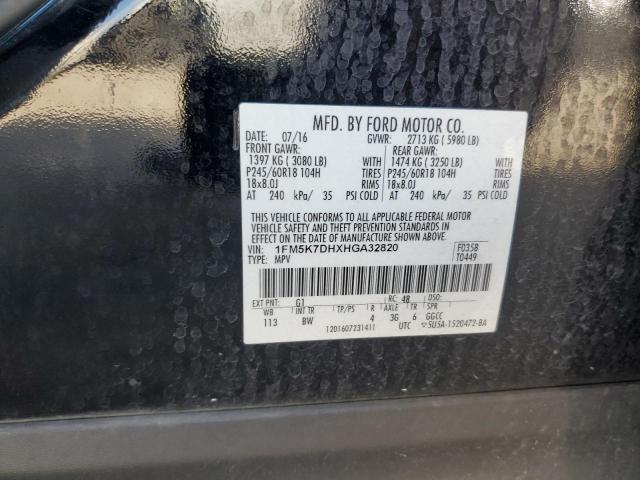 MFD. BY FORD MOTOR CO.
DATE: 07/16 GVWR: 2713 KG ( 5980 LB)
FRONT GAWR: REAR GAWR:
1397 KG ( 3080 LB) WITH 1474 KG ( 3250 LB) WITH
P245/60R18 104H TIRES P245/60R18 104H TIRES
18x8.0J RIMS 18x8.0J RIMS
AT 240 kPa/ 35 PSI COLD AT 240 kPa/ 35 PSI COLD
THIS VEHICLE CONFORMS TO ALL APPLICABLE FEDERAL MOTOR
VEHICLE SAFETY AND THEFT PREVENTION STANDARDS
IN EFFECT ON THE DATE OF MANUFACTURE SHOWN ABOVE.
VIN: 1FM5K7DHXHGA32820 F0358
TYPE: MPV T0449
EXT PNT: G1 RC: 48 DSO:
WB INT TR TP/PS R AXLE TR SPR
113 BW 4 3G 6 GGCC
1201607231411 UTC ▽5U5A-1520472-BA